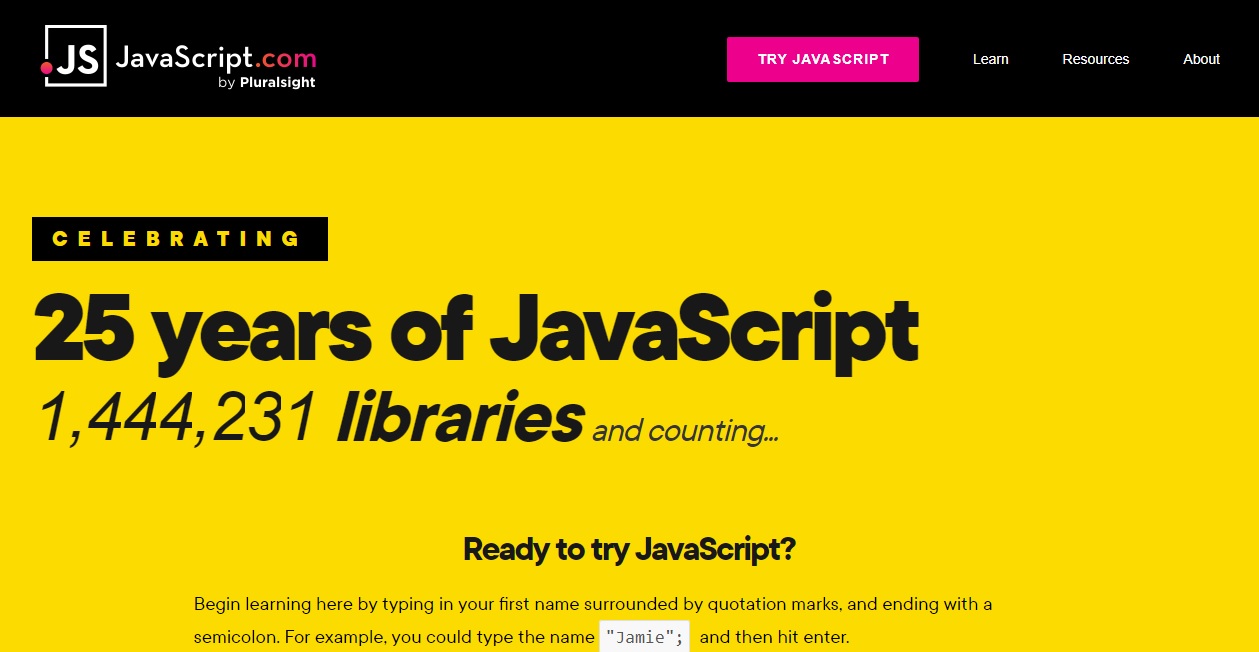 .JS JavaScript.com
by Pluralsight
TRY JAVASCRIPT
Learn
Resources
About
CELEBRATING
25 years of JavaScript
1,444,231 libraries and counting...
Ready to try JavaScript?
Begin learning here by typing in your first name surrounded by quotation marks, and ending with a
semicolon. For example, you could type the name "Jamie"; and then hit enter.